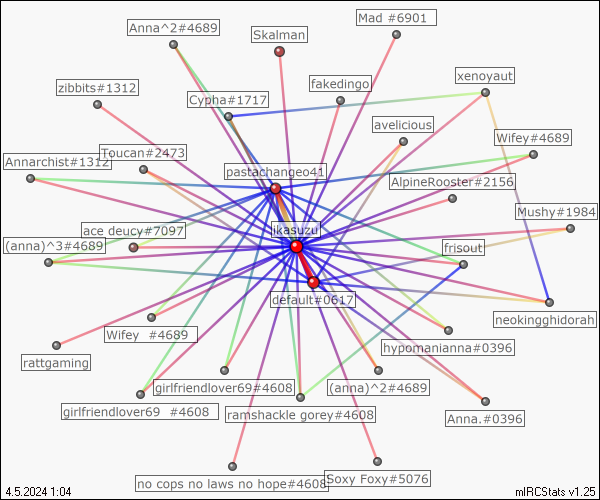 Mad #6901
Anna^2#4689
Skalman
xenoyaut
fakedingo
zibbits#1312
Cypha#1717
avelicious
Wifey#4689
Toucan#2473
Annarchist#1312
pastachangeo41
AlpineRooster#2156
Mushy#1984
ace deucy#7097
ikasuzu
(anna)^3#4689
frisout
default#0617
neokingghidorah
Wifey  #4689
hypomanianna#0396
rattgaming
girlfriendlover69#4608
(anna)^2#4689
girlfriendlover69  #4608
ramshackle gorey#4608
Anna.#0396
no cops no laws no hope#4608
Soxy Foxy#5076
4.5.2024 1:04
mIRCStats v1.25